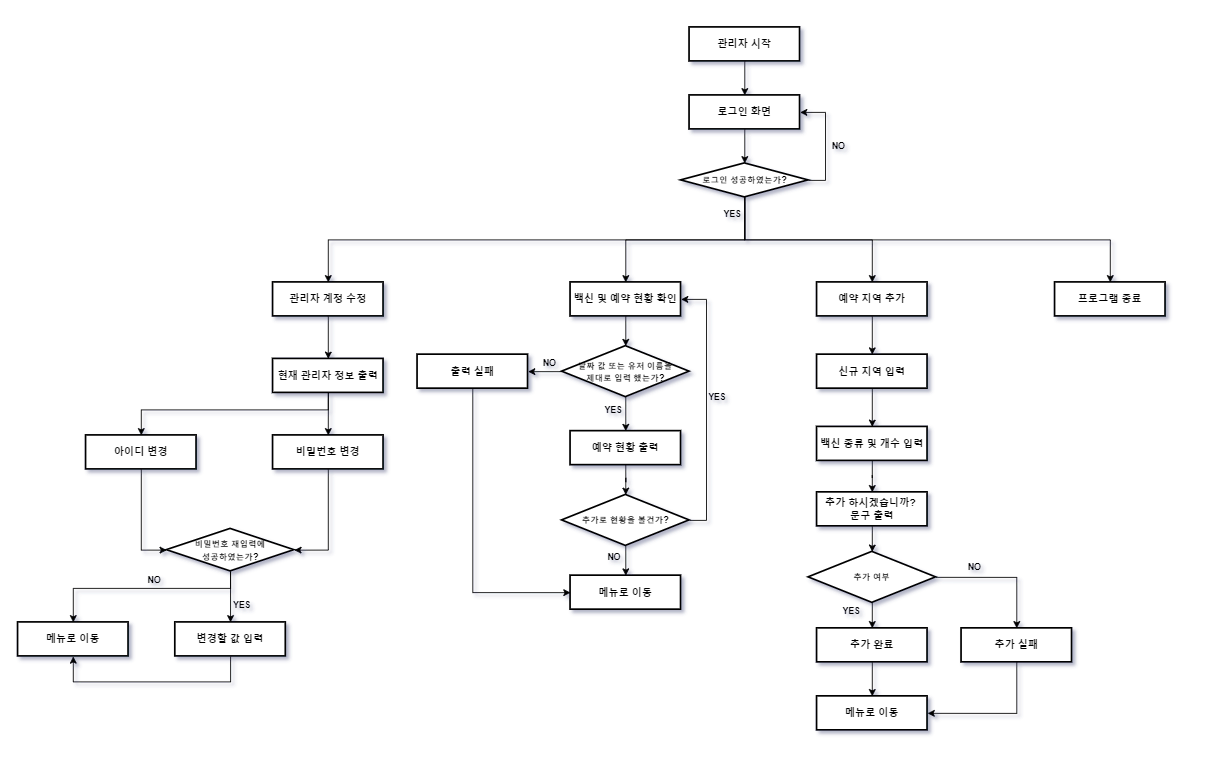 관리자 시작
로그인 화면
NO
로그인 성공하였는가?
YES
관리자 계정 수정
백신 및 예약 현황 확인
예약 지역 추가
프로그램 종료
현재 관리자 정보 출력
아이디 변경
비밀번호 변경
비밀번호 재입력에
성공하였는가?
NO
YES
메뉴로 이동
변경할 값 입력
날짜 값 또는 유저 이름을
제대로 입력 했는가?
NO
출력 실패
YES
YES
예약 현황 출력
추가로 현황을 볼건가?
NO
메뉴로 이동
신규 지역 입력
백신 종류 및 개수 입력
추가 하시겠습니까?
문구 출력
추가 여부
NO
YES
추가 완료
추가 실패
메뉴로 이동